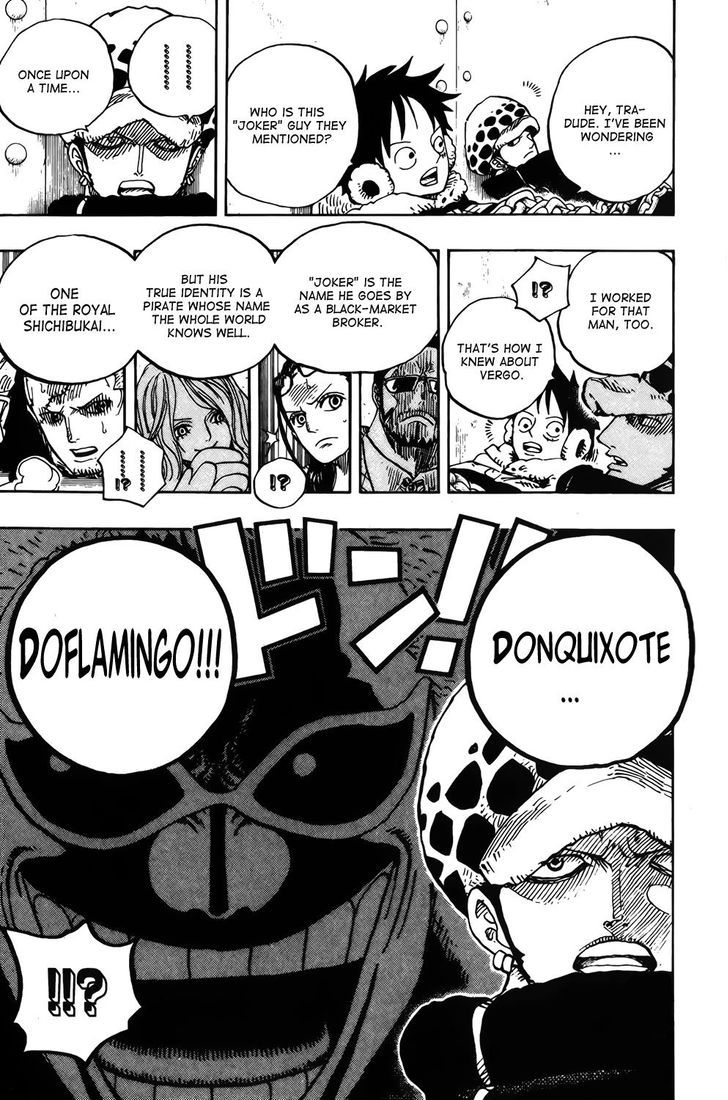 HEY, TRA-
DUDE. I'VE BEEN
WONDERING
...
WHO IS THIS
"JOKER" GUY THEY
MENTIONED?
!!!!!!
!!!!!!
ONCE UPON
A TIME...
I WORKED
FOR THAT
MAN, TOO.
!?
THAT'S HOW I
KNEW ABOUT
VERGO.
"JOKER" IS THE
NAME HE GOES BY
AS A BLACK-MARKET
BROKER.
BUT HIS
TRUE IDENTITY IS A
PIRATE WHOSE NAME
THE WHOLE WORLD
KNOWS WELL.
!?
ONE
OF THE ROYAL
SHICHIBUKAI...
!?
DONQUIXOTE
...
ドーン!!
DOFLAMINGO!!!
!!?